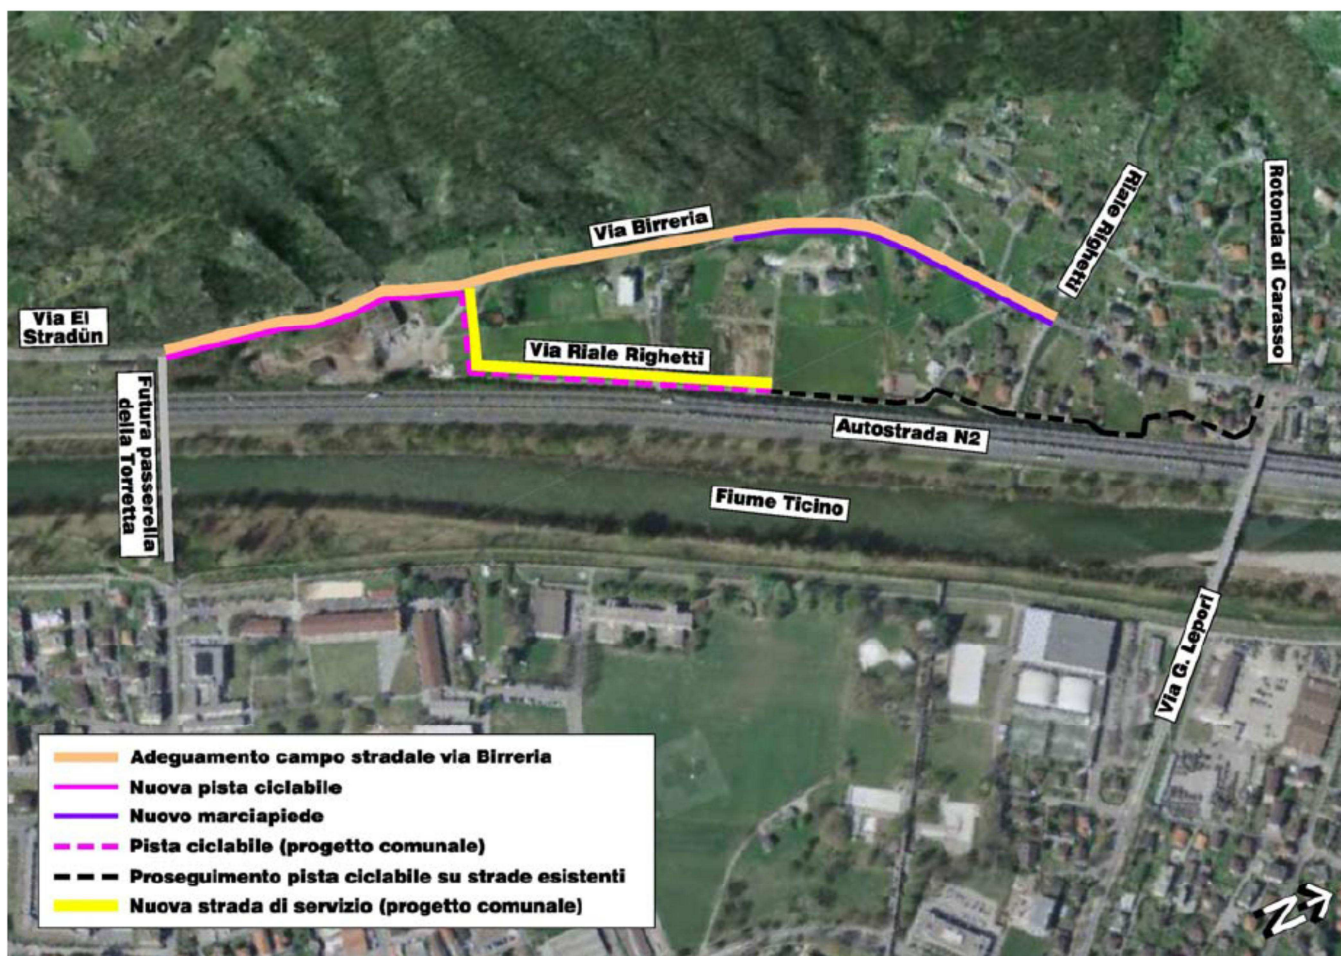 Via Birreria
Riale Righetti
Rotonda di Carasso
Via El
Stradün
Via Riale Righetti
Futura passerella
della Torretta
Autostrada N2
Fiume Ticino
Via G. Lepori
Adeguamento campo stradale via Birreria
Nuova pista ciclabile
Nuovo marciapiede
Pista ciclabile (progetto comunale)
Proseguimento pista ciclabile su strade esistenti
Nuova strada di servizio (progetto comunale)
N